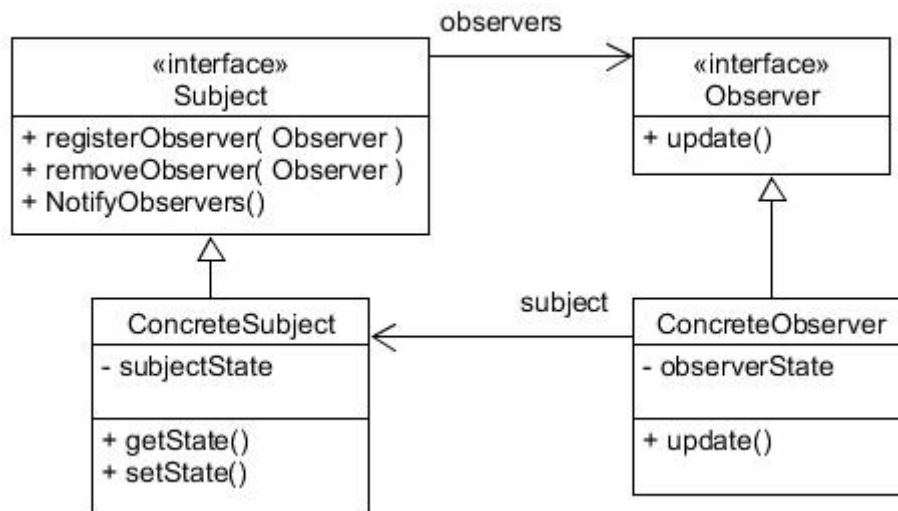 observers
«interface»
Subject
+ registerObserver( Observer )
+ removeObserver( Observer )
+ NotifyObservers()
«interface»
Observer
+ update()
subject
ConcreteSubject
- subjectState
+ getState()
+ setState()
ConcreteObserver
- observerState
+ update()